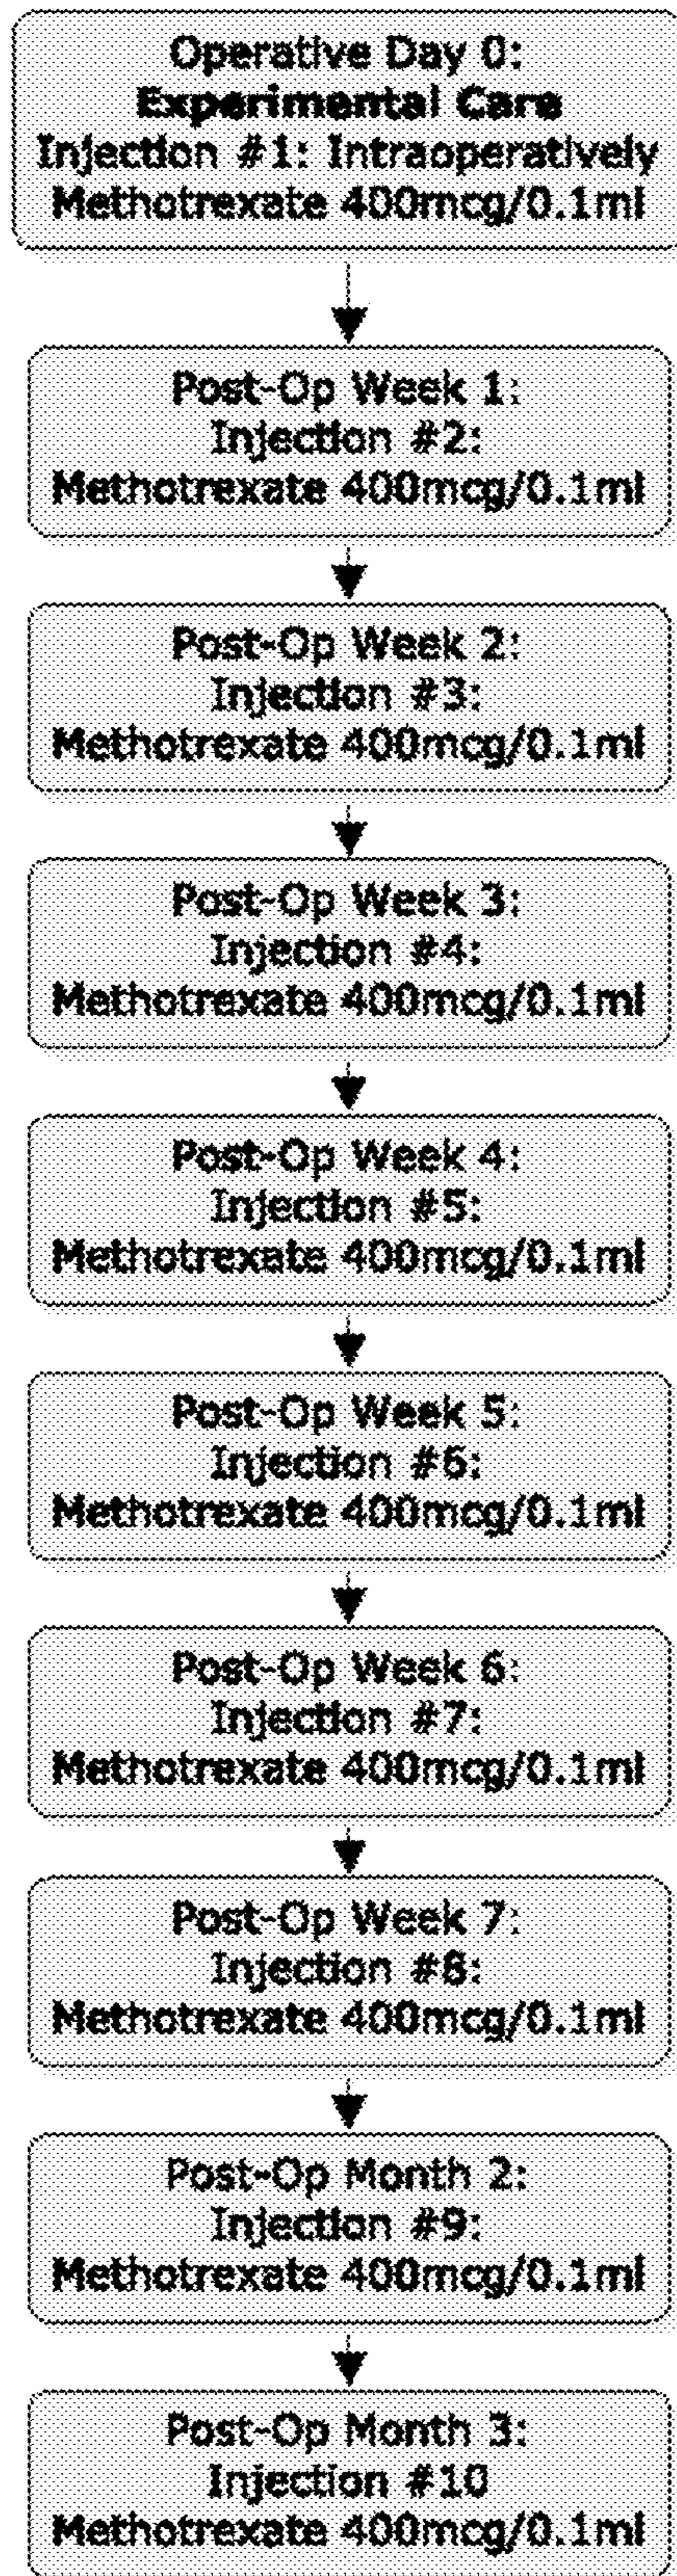 Operative Day 0:
Experimental Care
Injection #1: Intraoperatively
Methotrexate 400mcg/0.1ml
Post-Op Week 1:
Injection #2:
Methotrexate 400mcg/0.1ml
Post-Op Week 2:
Injection #3:
Methotrexate 400mcg/0.1ml
Post-Op Week 3:
Injection #4:
Methotrexate 400mcg/0.1ml
Post-Op Week 4:
Injection #5:
Methotrexate 400mcg/0.1ml
Post-Op Week 5:
Injection #6:
Methotrexate 400mcg/0.1ml
Post-Op Week 6:
Injection #7:
Methotrexate 400mcg/0.1ml
Post-Op Week 7:
Injection #8:
Methotrexate 400mcg/0.1ml
Post-Op Month 2:
Injection #9:
Methotrexate 400mcg/0.1ml
Post-Op Month 3:
Injection #10
Methotrexate 400mcg/0.1ml